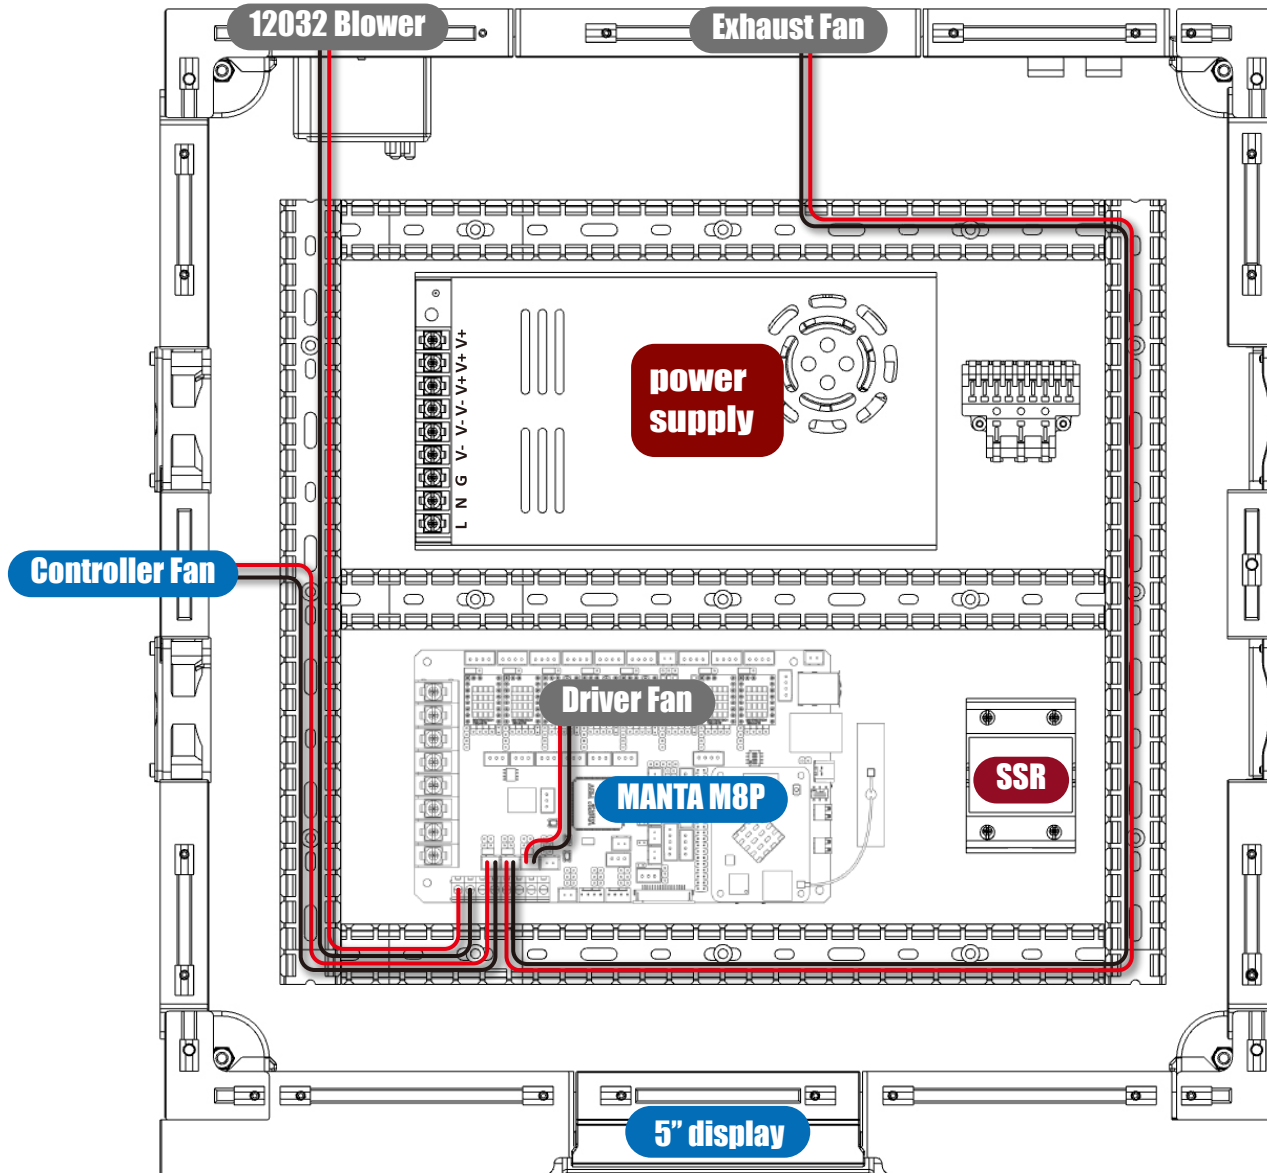 12032 Blower
Exhaust Fan
V+
V+
V+
V-
V-
V-
G
N
L
power
supply
Controller Fan
Driver Fan
MANTA M8P
SSR
5” display